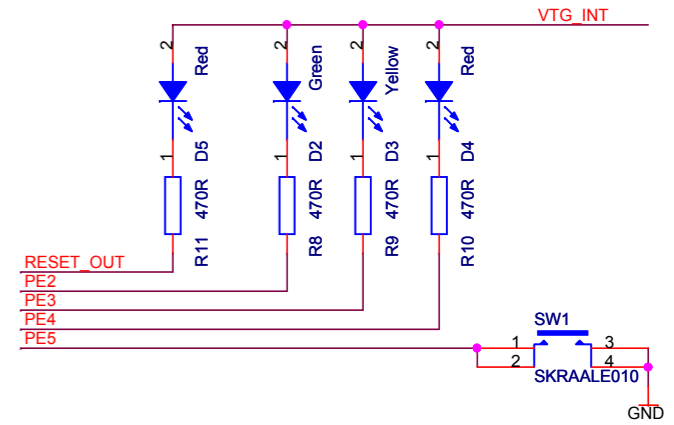 VTG_INT
2 Red
2 Green
2 Yellow
2 Red
1 D5
1 D2
1 D3
1 D4
R11 470R
R8 470R
R9 470R
R10 470R
RESET_OUT
PE2
PE3
PE4
PE5
SW1
1 3
2 4
SKRAALE010
GND